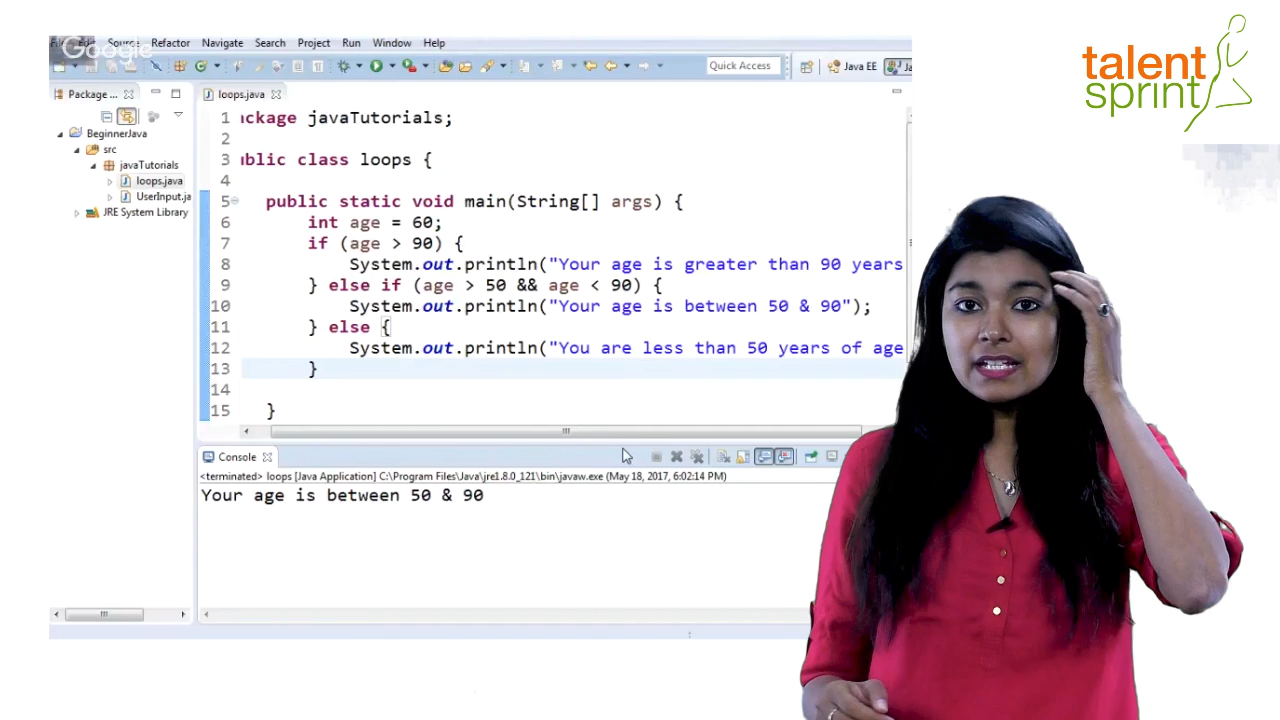 talent
sprint
File Edit Source Refactor Navigate Search Project Run Window Help
Google
Quick Access
Java EE
Ja
Package ...
loops.java
BeginnerJava
src
javaTutorials
loops.java
UserInput.ja
JRE System Library
1 ackage javaTutorials;
2
3 ublic class loops {
4
5 public static void main(String[] args) {
6 int age = 60;
7 if (age > 90) {
8 System.out.println("Your age is greater than 90 years
9 } else if (age > 50 && age < 90) {
10 System.out.println("Your age is between 50 & 90");
11 } else {
12 System.out.println("You are less than 50 years of age
13 }
14
15 }
Console
<terminated> loops [Java Application] C:\Program Files\Java\jre1.8.0_121\bin\javaw.exe (May 18, 2017, 6:02:14 PM)
Your age is between 50 & 90